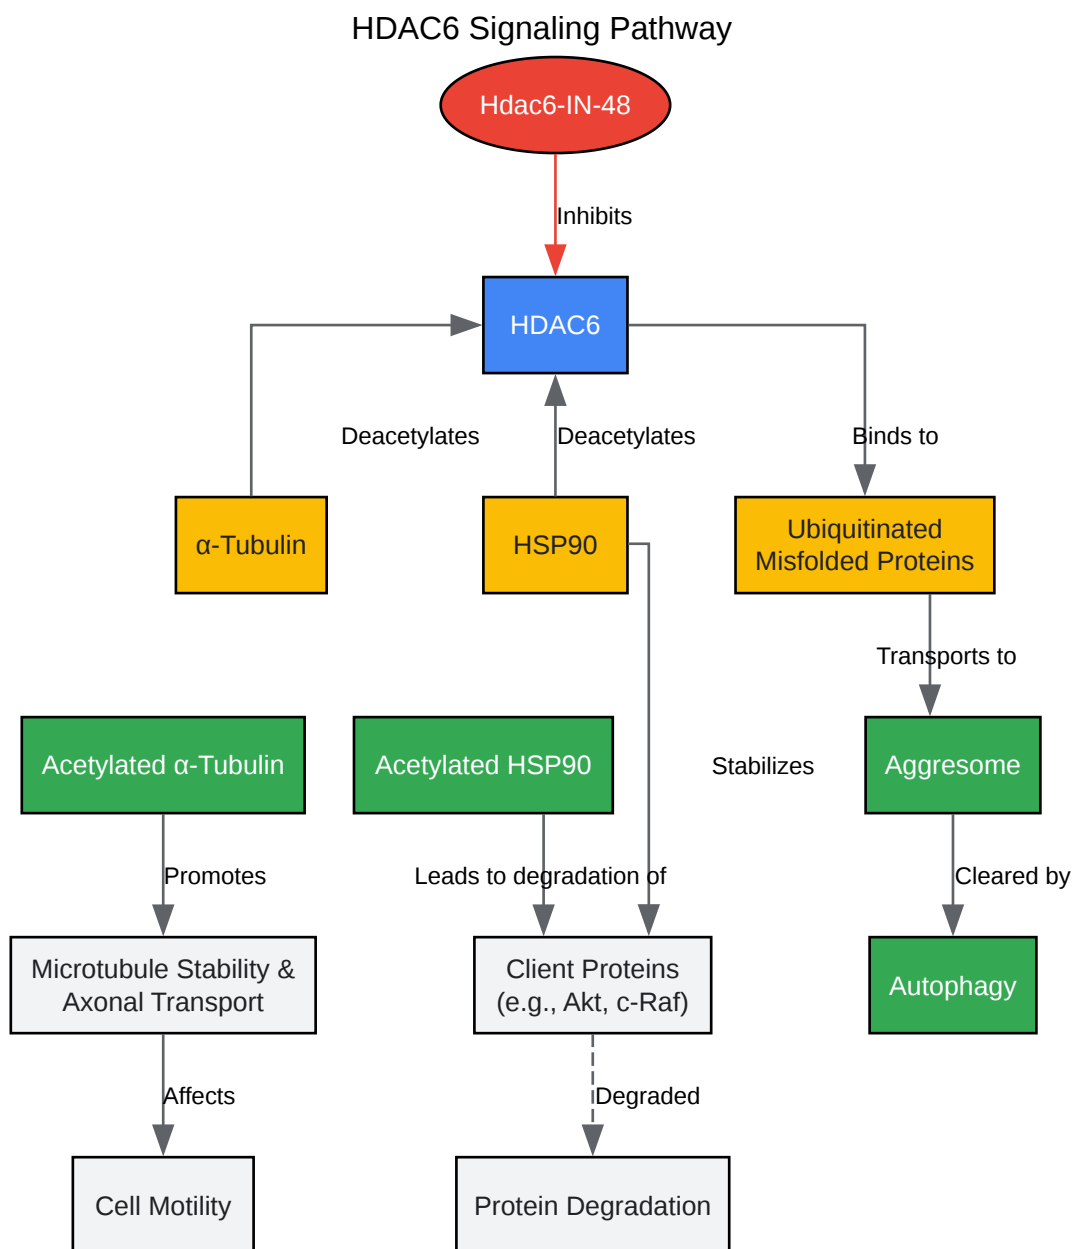 HDAC6 Signaling Pathway
Hdac6-IN-48
Inhibits
HDAC6
Deacetylates
Deacetylates
Binds to
α-Tubulin
HSP90
Ubiquitinated
Misfolded Proteins
Transports to
Acetylated α-Tubulin
Acetylated HSP90
Stabilizes
Aggresome
Promotes
Leads to degradation of
Cleared by
Microtubule Stability &
Axonal Transport
Client Proteins
(e.g., Akt, c-Raf)
Autophagy
Affects
Degraded
Cell Motility
Protein Degradation